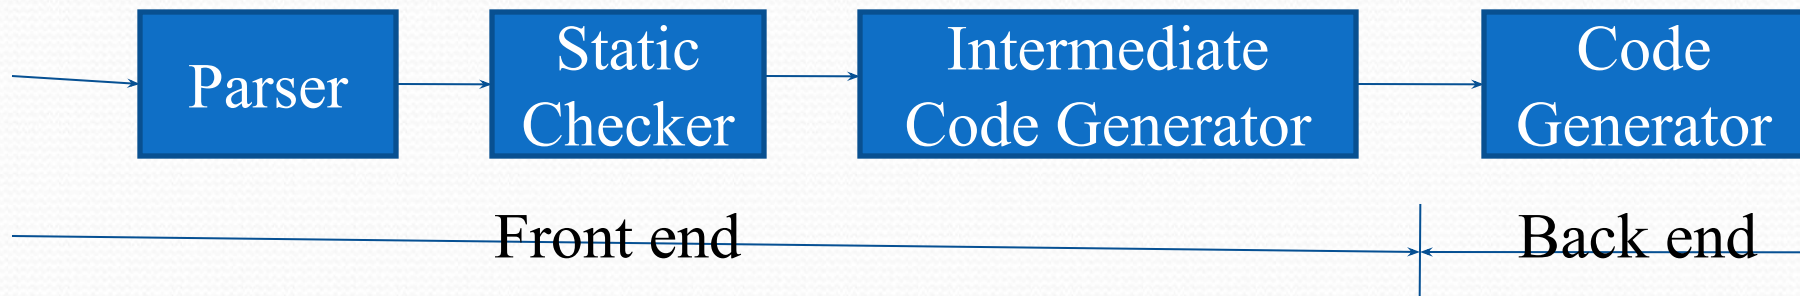 Parser
Static
Checker
Intermediate
Code Generator
Code
Generator
Front end
Back end